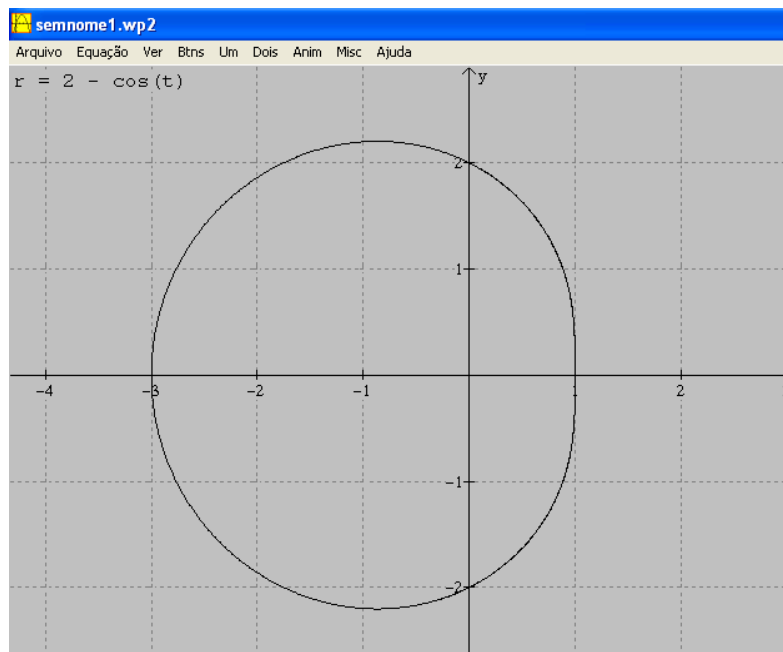 semnome1.wp2
Arquivo Equação Ver Btns Um Dois Anim Misc Ajuda
r = 2 - cos(t)
y
2
1
-4 -3 -2 -1 1 2
-1
-2